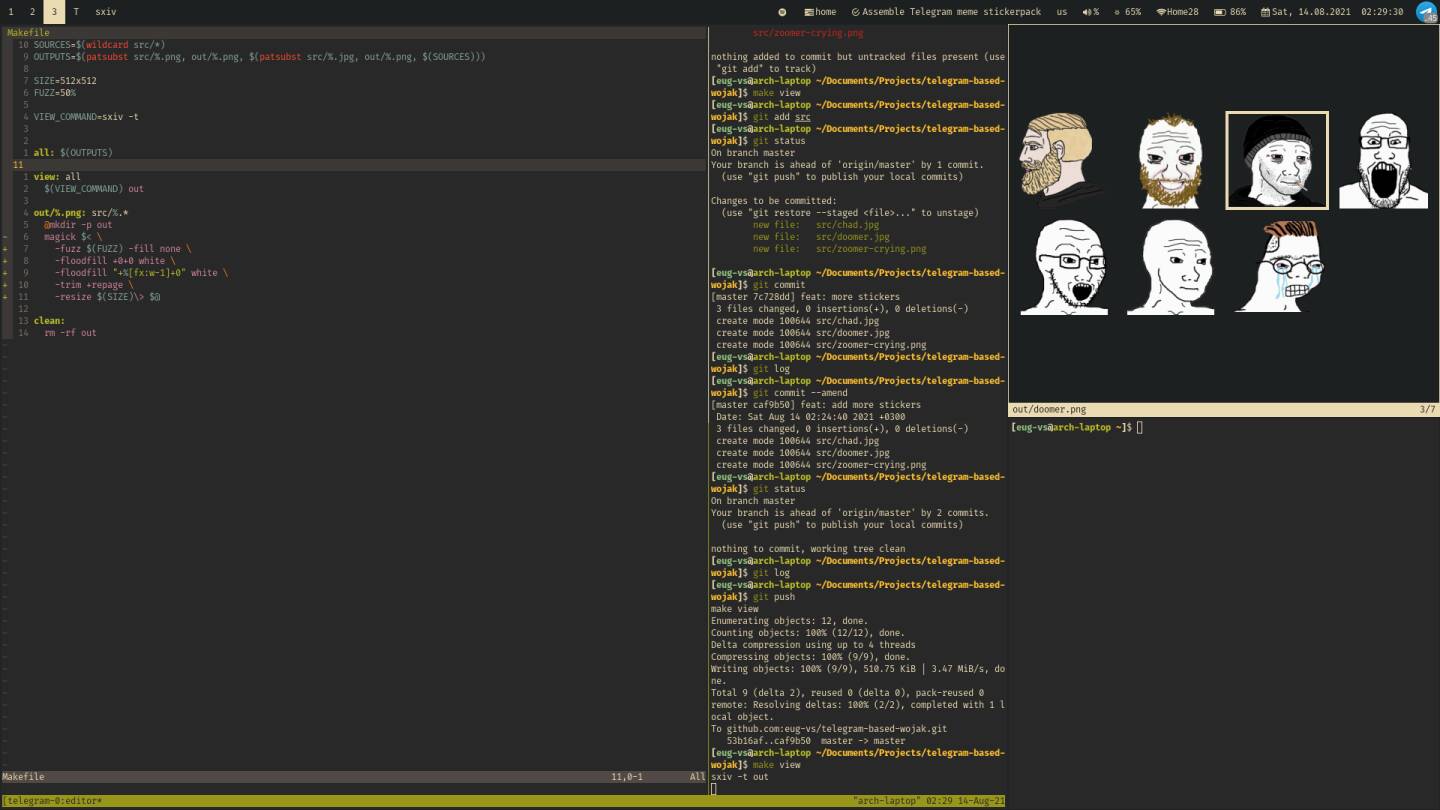 1 2 3 T sxiv
home Assemble Telegram meme stickerpack us % 65% Home28 86% Sat, 14.08.2021 02:29:30 45
Makefile
10 SOURCES=$(wildcard src/*)
9 OUTPUTS=$(patsubst src/%.png, out/%.png, $(patsubst src/%.jpg, out/%.png, $(SOURCES)))
8
7 SIZE=512x512
6 FUZZ=50%
5
4 VIEW_COMMAND=sxiv -t
3
2
1 all: $(OUTPUTS)
11
1 view: all
2 $(VIEW_COMMAND) out
3
4 out/%.png: src/%.*
5 @mkdir -p out
~ 6 magick $< \
+ 7 -fuzz $(FUZZ) -fill none \
+ 8 -floodfill +0+0 white \
+ 9 -floodfill "+%[fx:w-1]+0" white \
+ 10 -trim +repage \
+ 11 -resize $(SIZE)\> $@
12
13 clean:
14 rm -rf out
Makefile 11,0-1 All
[telegram-0:editor* "arch-laptop" 02:29 14-Aug-21
src/zoomer-crying.png
nothing added to commit but untracked files present (use
"git add" to track)
[eug-vs@arch-laptop ~/Documents/Projects/telegram-based-
wojak]$ make view
[eug-vs@arch-laptop ~/Documents/Projects/telegram-based-
wojak]$ git add src
[eug-vs@arch-laptop ~/Documents/Projects/telegram-based-
wojak]$ git status
On branch master
Your branch is ahead of 'origin/master' by 1 commit.
(use "git push" to publish your local commits)
Changes to be committed:
(use "git restore --staged <file>..." to unstage)
new file: src/chad.jpg
new file: src/doomer.jpg
new file: src/zoomer-crying.png
[eug-vs@arch-laptop ~/Documents/Projects/telegram-based-
wojak]$ git commit
[master 7c728dd] feat: more stickers
3 files changed, 0 insertions(+), 0 deletions(-)
create mode 100644 src/chad.jpg
create mode 100644 src/doomer.jpg
create mode 100644 src/zoomer-crying.png
[eug-vs@arch-laptop ~/Documents/Projects/telegram-based-
wojak]$ git log
[eug-vs@arch-laptop ~/Documents/Projects/telegram-based-
wojak]$ git commit --amend
[master caf9b50] feat: add more stickers
Date: Sat Aug 14 02:24:40 2021 +0300
3 files changed, 0 insertions(+), 0 deletions(-)
create mode 100644 src/chad.jpg
create mode 100644 src/doomer.jpg
create mode 100644 src/zoomer-crying.png
[eug-vs@arch-laptop ~/Documents/Projects/telegram-based-
wojak]$ git status
On branch master
Your branch is ahead of 'origin/master' by 2 commits.
(use "git push" to publish your local commits)
nothing to commit, working tree clean
[eug-vs@arch-laptop ~/Documents/Projects/telegram-based-
wojak]$ git log
[eug-vs@arch-laptop ~/Documents/Projects/telegram-based-
wojak]$ git push
make view
Enumerating objects: 12, done.
Counting objects: 100% (12/12), done.
Delta compression using up to 4 threads
Compressing objects: 100% (9/9), done.
Writing objects: 100% (9/9), 510.75 KiB | 3.47 MiB/s, do
ne.
Total 9 (delta 2), reused 0 (delta 0), pack-reused 0
remote: Resolving deltas: 100% (2/2), completed with 1 l
ocal object.
To github.com:eug-vs/telegram-based-wojak.git
53b16af..caf9b50 master -> master
[eug-vs@arch-laptop ~/Documents/Projects/telegram-based-
wojak]$ make view
sxiv -t out
out/doomer.png 3/7
[eug-vs@arch-laptop ~]$